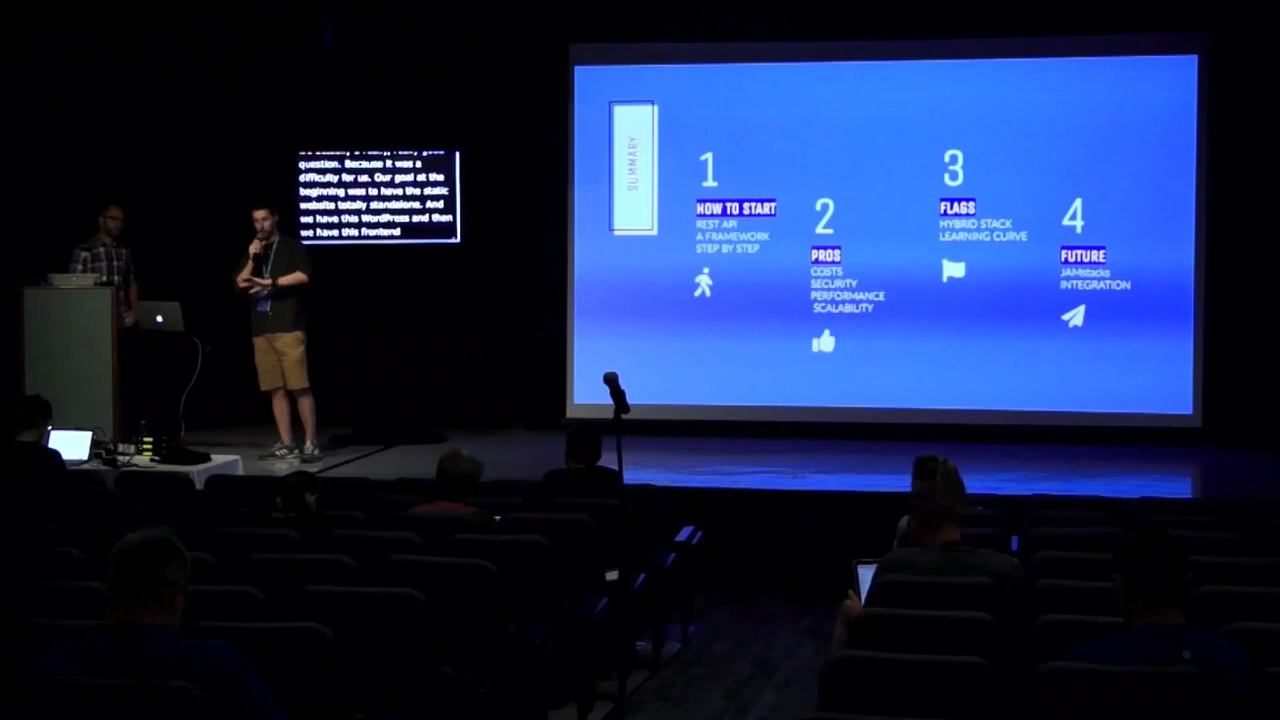 question. Because it was a
difficulty for us. Our goal at the
beginning was to have the static
website totally standalone. And
we have this WordPress and then
we have this frontend
SUMMARY
1
HOW TO START
REST API
A FRAMEWORK
STEP BY STEP
2
PROS
COSTS
SECURITY
PERFORMANCE
SCALABILITY
3
FLAGS
HYBRID STACK
LEARNING CURVE
4
FUTURE
JAMstacks
INTEGRATION